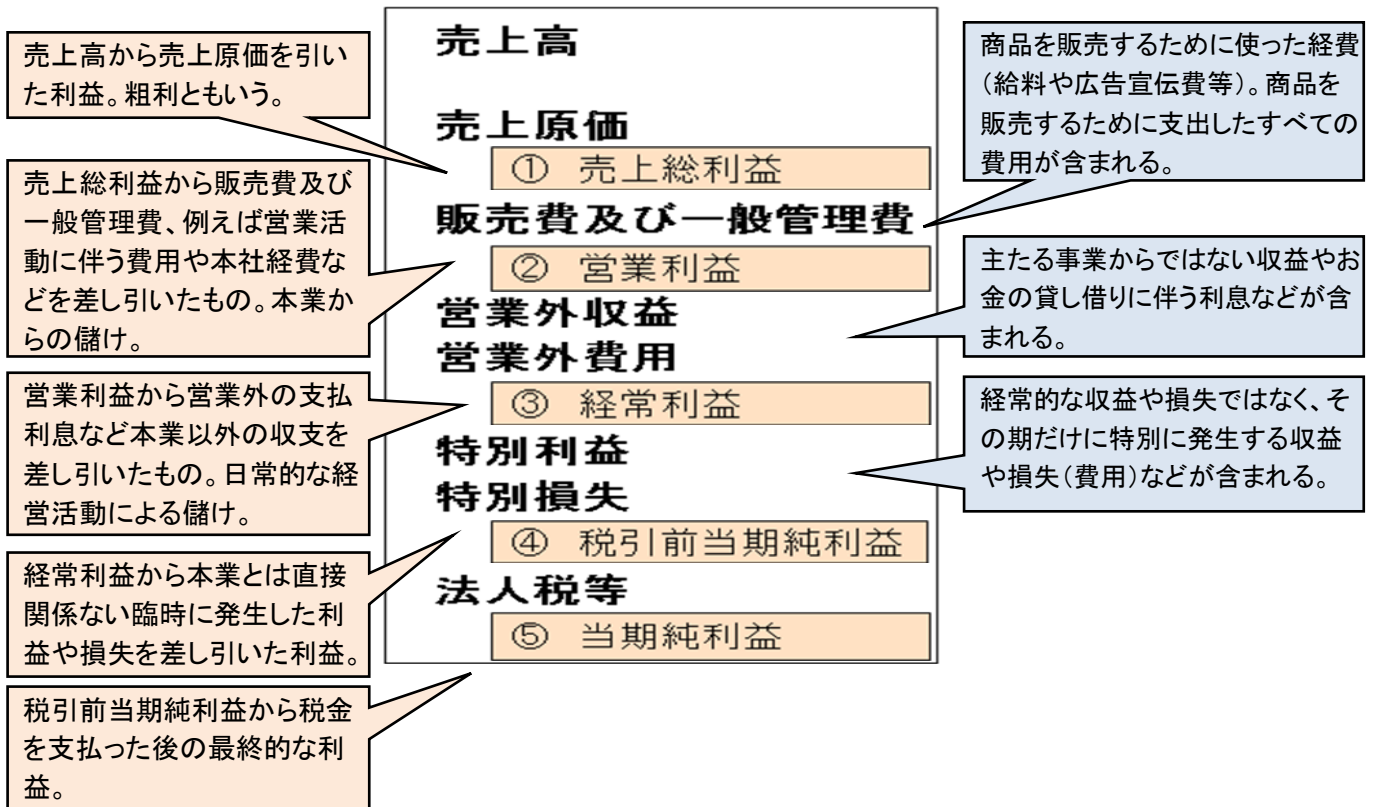 売上高から売上原価を引い
た利益。粗利ともいう。
売上総利益から販売費及び
一般管理費、例えば営業活
動に伴う費用や本社経費な
どを差し引いたもの。本業か
らの儲け。
営業利益から営業外の支払
利息など本業以外の収支を
差し引いたもの。日常的な経
営活動による儲け。
経常利益から本業とは直接
関係ない臨時に発生した利
益や損失を差し引いた利益。
税引前当期純利益から税金
を支払った後の最終的な利
益。
売上高
売上原価
① 売上総利益
販売費及び一般管理費
② 営業利益
営業外収益
営業外費用
③ 経常利益
特別利益
特別損失
④ 税引前当期純利益
法人税等
⑤ 当期純利益
商品を販売するために使った経費
(給料や広告宣伝費等)。商品を
販売するために支出したすべての
費用が含まれる。
主たる事業からではない収益やお
金の貸し借りに伴う利息などが含
まれる。
経常的な収益や損失ではなく、そ
の期だけに特別に発生する収益
や損失(費用)などが含まれる。